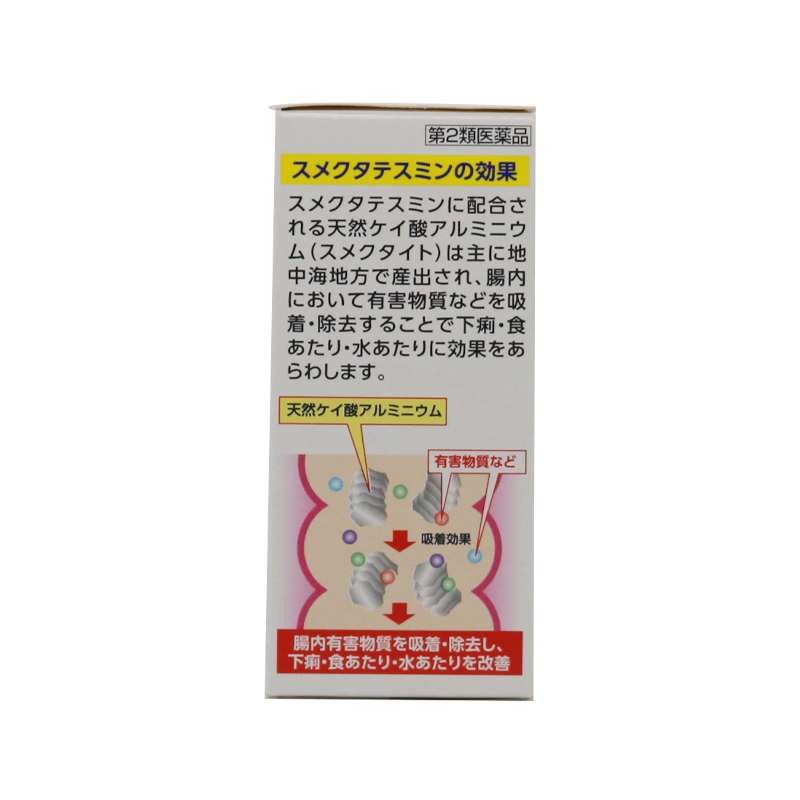 第2類医薬品
スメクタテスミンの効果
スメクタテスミンに配合さ
れる天然ケイ酸アルミニウ
ム(スメクタイト)は主に地
中海地方で産出され、腸内
において有害物質などを吸
着・除去することで下痢・食
あたり・水あたりに効果をあ
らわします。
天然ケイ酸アルミニウム
有害物質など
吸着効果
腸内有害物質を吸着・除去し、
下痢・食あたり・水あたりを改善